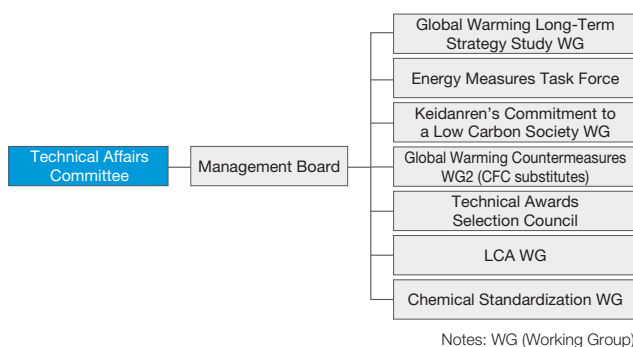 Technical Affairs
Committee
Management Board
Global Warming Long-Term
Strategy Study WG
Energy Measures Task Force
Keidanren's Commitment to
a Low Carbon Society WG
Global Warming Countermeasures
WG2 (CFC substitutes)
Technical Awards
Selection Council
LCA WG
Chemical Standardization WG
Notes: WG (Working Group)